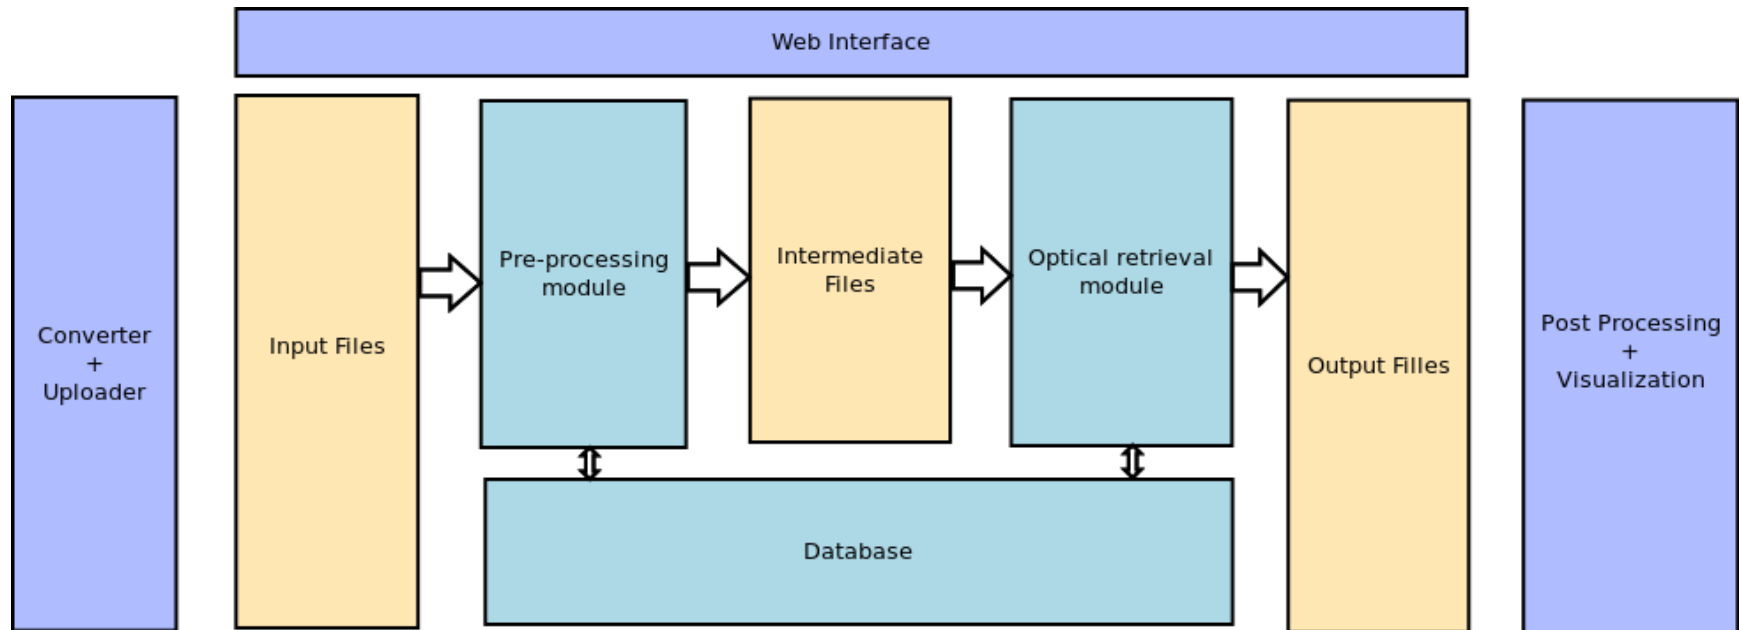 Web Interface
Converter
+
Uploader
Input Files
Pre-processing
module
Intermediate
Files
Optical retrieval
module
Output Filles
Post Processing
+
Visualization
Database